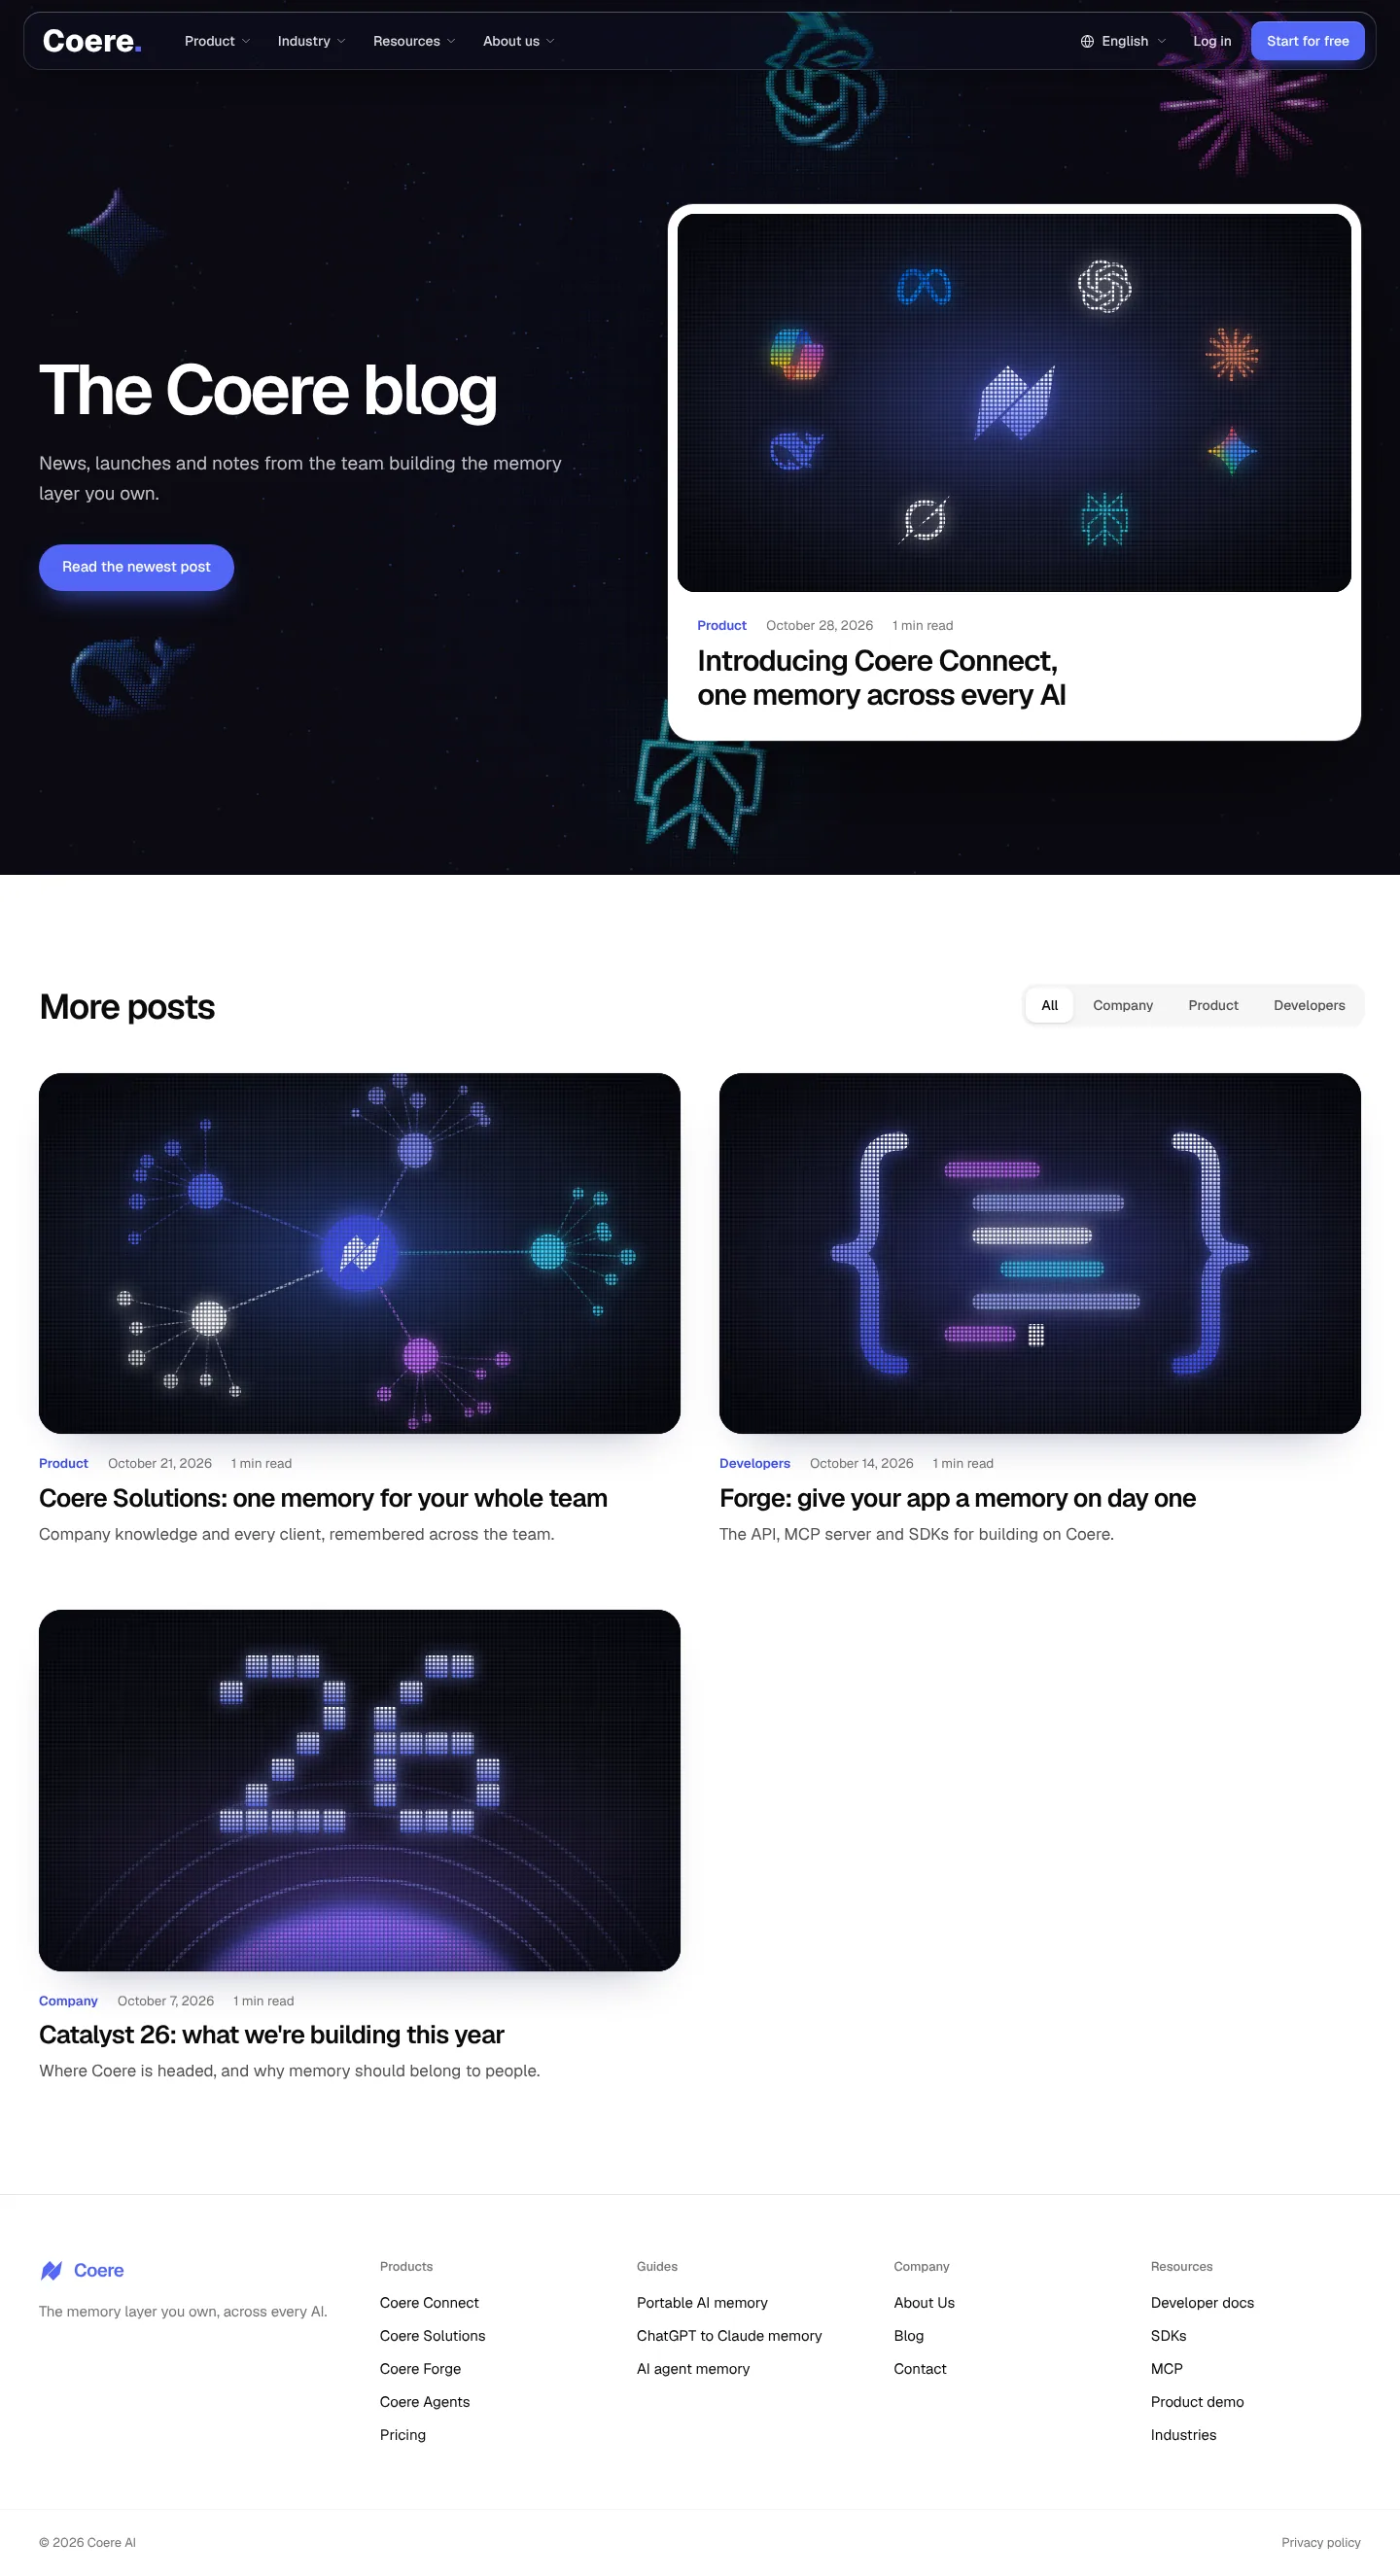 Coere.
Product
Industry
Resources
About us
English
Log in
Start for free
The Coere blog
News, launches and notes from the team building the memory
layer you own.
Read the newest post
Product October 28, 2026 1 min read
Introducing Coere Connect,
one memory across every AI
More posts
All
Company
Product
Developers
Product October 21, 2026 1 min read
Coere Solutions: one memory for your whole team
Company knowledge and every client, remembered across the team.
Developers October 14, 2026 1 min read
Forge: give your app a memory on day one
The API, MCP server and SDKs for building on Coere.
26
Company October 7, 2026 1 min read
Catalyst 26: what we're building this year
Where Coere is headed, and why memory should belong to people.
Coere
The memory layer you own, across every AI.
Products
Coere Connect
Coere Solutions
Coere Forge
Coere Agents
Pricing
Guides
Portable AI memory
ChatGPT to Claude memory
AI agent memory
Company
About Us
Blog
Contact
Resources
Developer docs
SDKs
MCP
Product demo
Industries
© 2026 Coere AI
Privacy policy